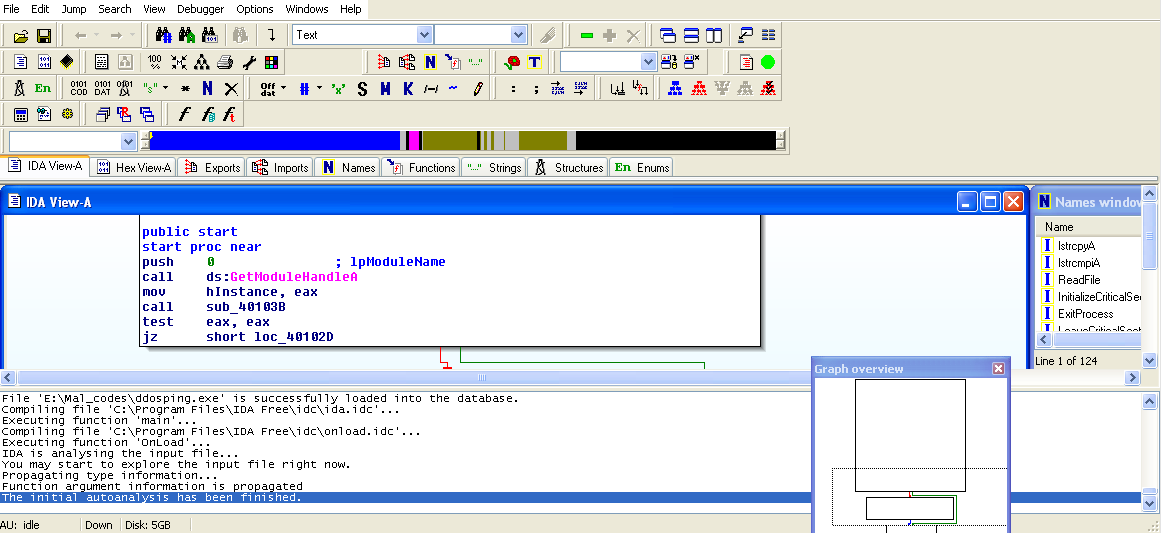 File Edit Jump Search View Debugger Options Windows Help
Text
En
Off dat
IDA View-A Hex View-A Exports Imports Names Functions Strings Structures En Enums
IDA View-A
public start
start proc near
push 0 ; lpModuleName
call ds:GetModuleHandleA
mov hInstance, eax
call sub_40103B
test eax, eax
jz short loc_40102D
Names window
Name
lstrcpyA
lstrcmpiA
ReadFile
InitializeCriticalSec
ExitProcess
LeaveCriticalSect
Line 1 of 124
Graph overview
File 'E:\Mal_codes\ddosping.exe' is successfully loaded into the database.
Compiling file 'C:\Program Files\IDA Free\idc\ida.idc'...
Executing function 'main'...
Compiling file 'C:\Program Files\IDA Free\idc\onload.idc'...
Executing function 'OnLoad'...
IDA is analysing the input file...
You may start to explore the input file right now.
Propagating type information...
Function argument information is propagated
The initial autoanalysis has been finished.
AU: idle Down Disk: 5GB